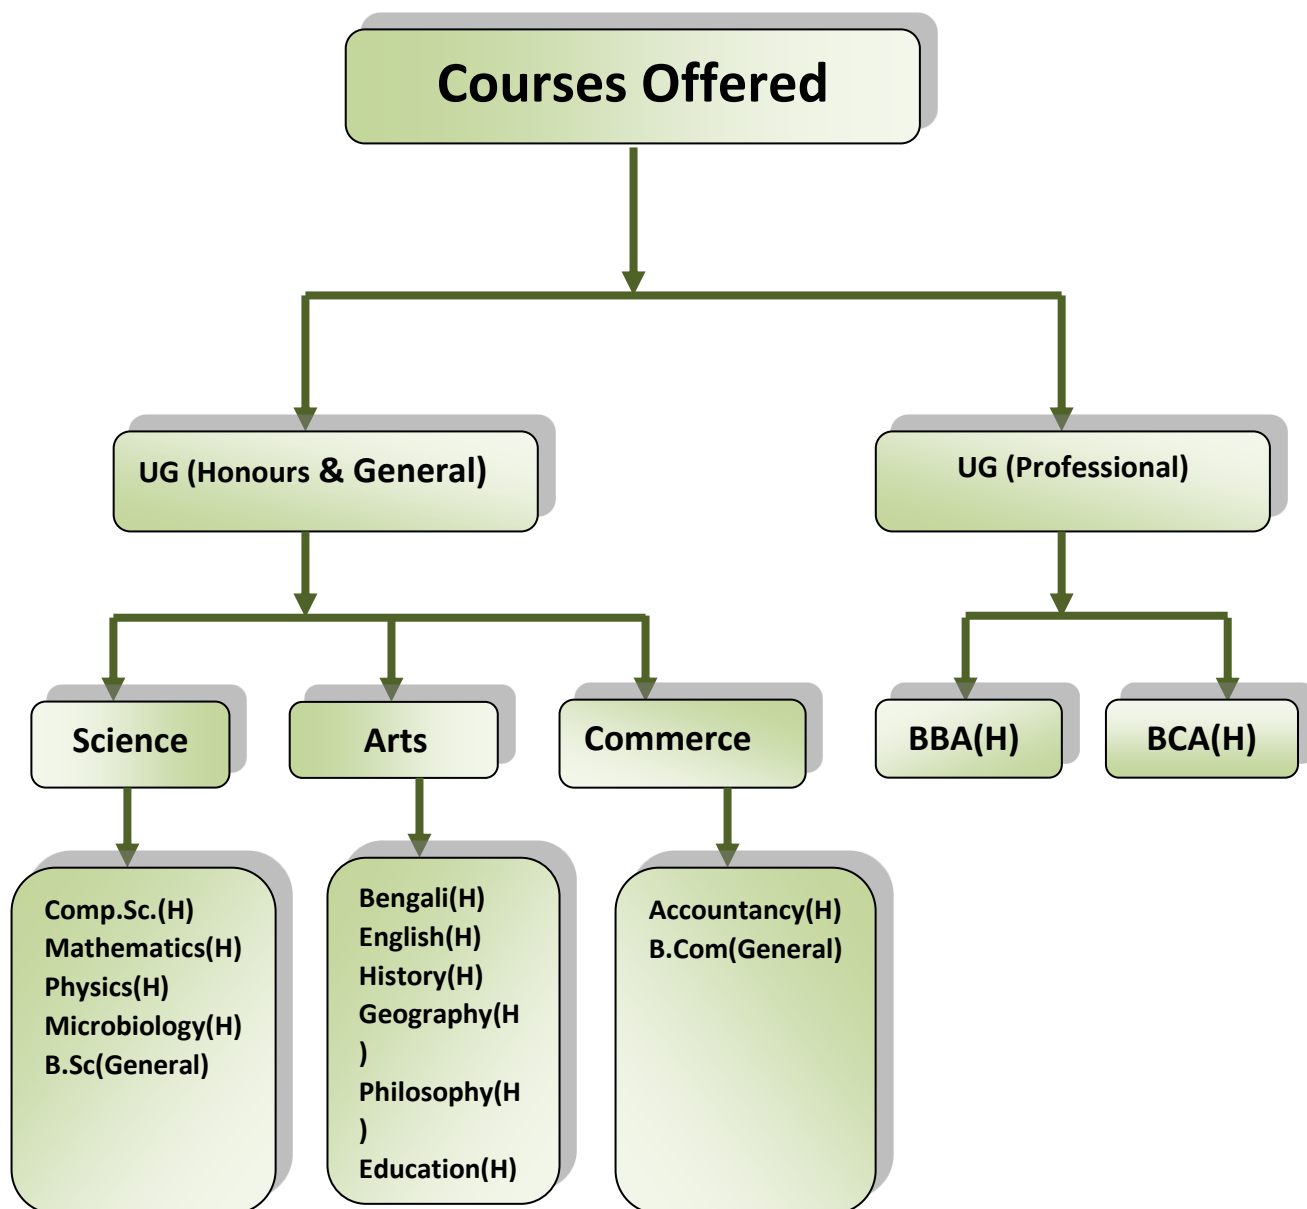 Courses Offered
UG (Honours & General)
UG (Professional)
Science
Arts
Commerce
BBA(H)
BCA(H)
Comp.Sc.(H)
Mathematics(H)
Physics(H)
Microbiology(H)
B.Sc(General)
Bengali(H)
English(H)
History(H)
Geography(H
)
Philosophy(H
)
Education(H)
Accountancy(H)
B.Com(General)